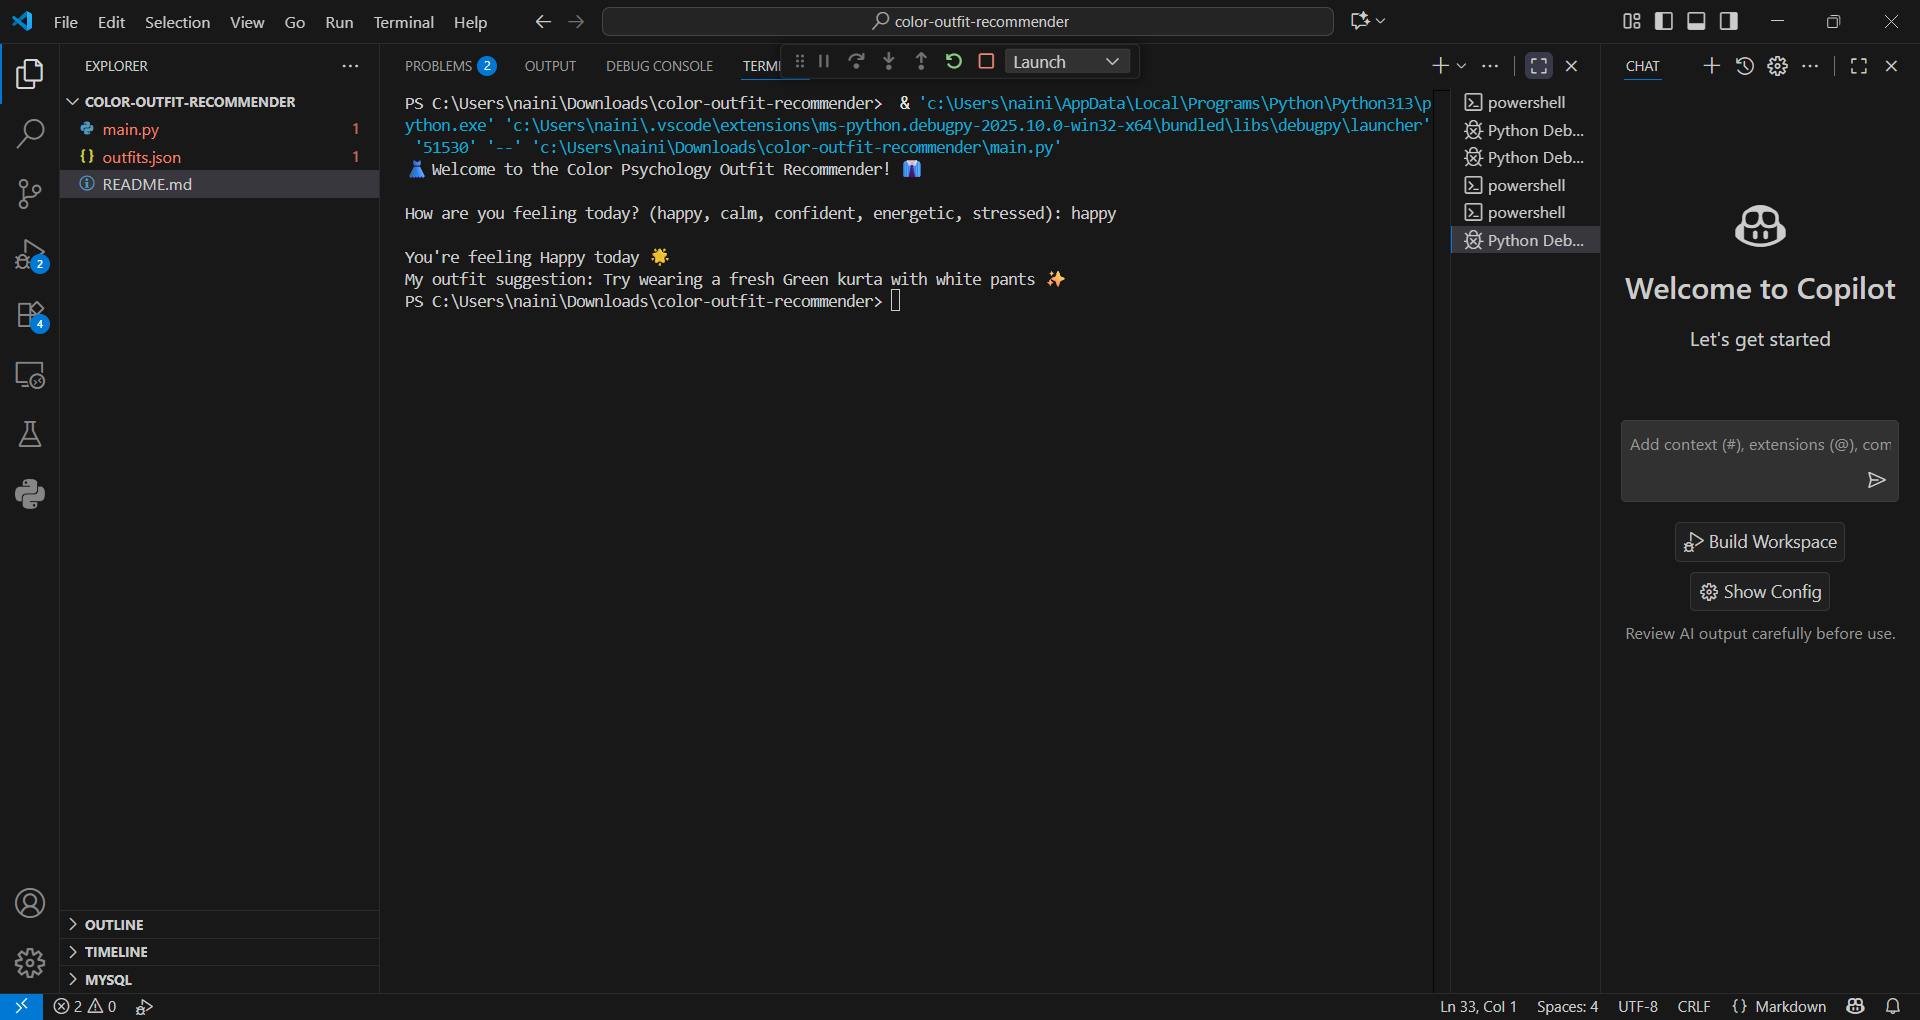 File Edit Selection View Go Run Terminal Help
color-outfit-recommender
EXPLORER
COLOR-OUTFIT-RECOMMENDER
main.py 1
outfits.json 1
README.md
2
4
OUTLINE
TIMELINE
MYSQL
PROBLEMS 2 OUTPUT DEBUG CONSOLE TERMI
Launch
PS C:\Users\naini\Downloads\color-outfit-recommender> & 'c:\Users\naini\AppData\Local\Programs\Python\Python313\p
ython.exe' 'c:\Users\naini\.vscode\extensions\ms-python.debugpy-2025.10.0-win32-x64\bundled\libs\debugpy\launcher'
'51530' '--' 'c:\Users\naini\Downloads\color-outfit-recommender\main.py'
👗 Welcome to the Color Psychology Outfit Recommender! 👖
How are you feeling today? (happy, calm, confident, energetic, stressed): happy
You're feeling Happy today 🌟
My outfit suggestion: Try wearing a fresh Green kurta with white pants ✨
PS C:\Users\naini\Downloads\color-outfit-recommender>
powershell
Python Deb...
Python Deb...
powershell
powershell
Python Deb...
CHAT
Welcome to Copilot
Let's get started
Add context (#), extensions (@), com
Build Workspace
Show Config
Review AI output carefully before use.
2 0
Ln 33, Col 1 Spaces: 4 UTF-8 CRLF {} Markdown